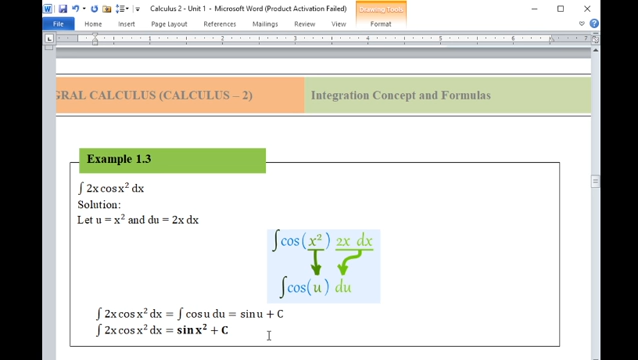 Calculus 2 - Unit 1 - Microsoft Word (Product Activation Failed)
Drawing Tools
File Home Insert Page Layout References Mailings Review View Format
GRAL CALCULUS (CALCULUS – 2) Integration Concept and Formulas
Example 1.3
∫ 2x cos x² dx
Solution:
Let u = x² and du = 2x dx
∫cos(x²) 2x dx
∫cos(u) du
∫ 2x cos x² dx = ∫ cos u du = sin u + C
∫ 2x cos x² dx = sin x² + C